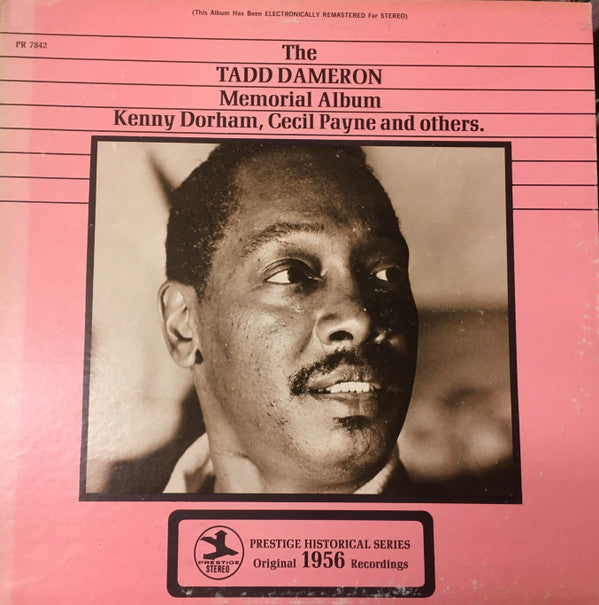 (This Album Has Been ELECTRONICALLY REMASTERED For STEREO)
PR 7842
The
TADD DAMERON
Memorial Album
Kenny Dorham, Cecil Payne and others.
PRESTIGE
STEREO
PRESTIGE HISTORICAL SERIES
Original 1956 Recordings